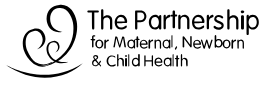 The Partnership
for Maternal, Newborn
& Child Health